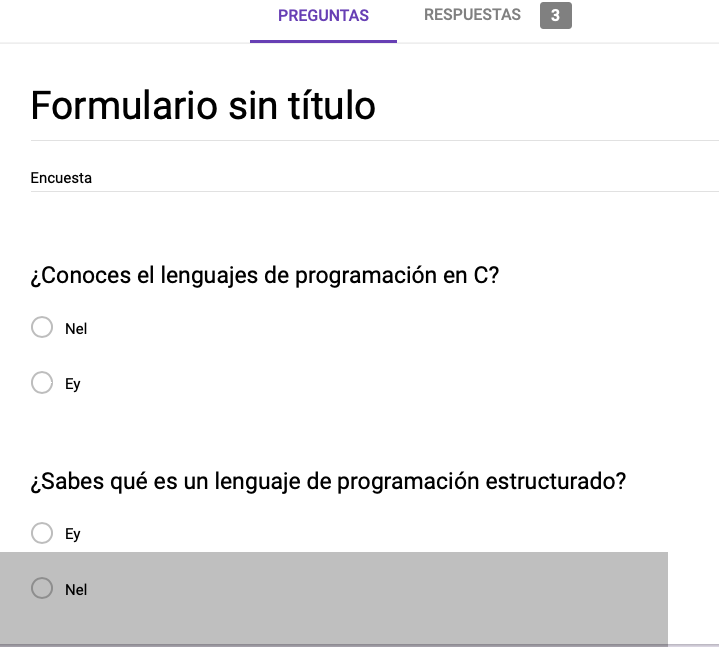 PREGUNTAS RESPUESTAS 3
Formulario sin título
Encuesta
¿Conoces el lenguajes de programación en C?
Nel
Ey
¿Sabes qué es un lenguaje de programación estructurado?
Ey
Nel